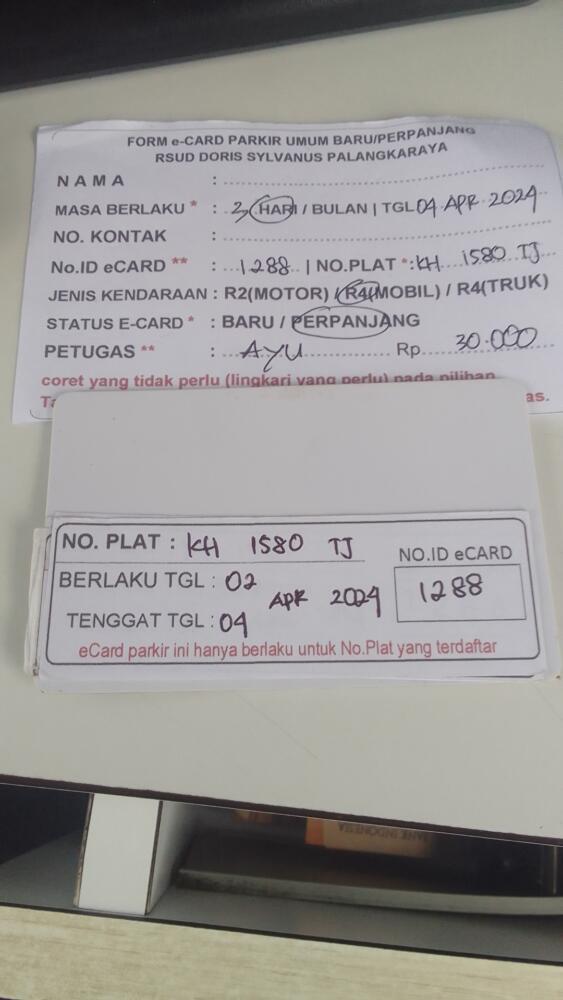 FORM e-CARD PARKIR UMUM BARU/PERPANJANG
RSUD DORIS SYLVANUS PALANGKARAYA
NAMA :
MASA BERLAKU * : 3 HARI / BULAN | TGL 04 APR 2024
NO. KONTAK :
No.ID eCARD ** : 1288 | NO.PLAT *: KH 1580 TJ
JENIS KENDARAAN : R2(MOTOR) / R4(MOBIL) / R4(TRUK)
STATUS E-CARD * : BARU / PERPANJANG
PETUGAS ** : AYU Rp 30.000
coret yang tidak perlu (lingkari yang perlu) pada pilihan
as.
NO. PLAT : KH 1580 TJ
NO.ID eCARD
BERLAKU TGL : 02 APR 2024
1288
TENGGAT TGL : 04
eCard parkir ini hanya berlaku untuk No.Plat yang terdaftar